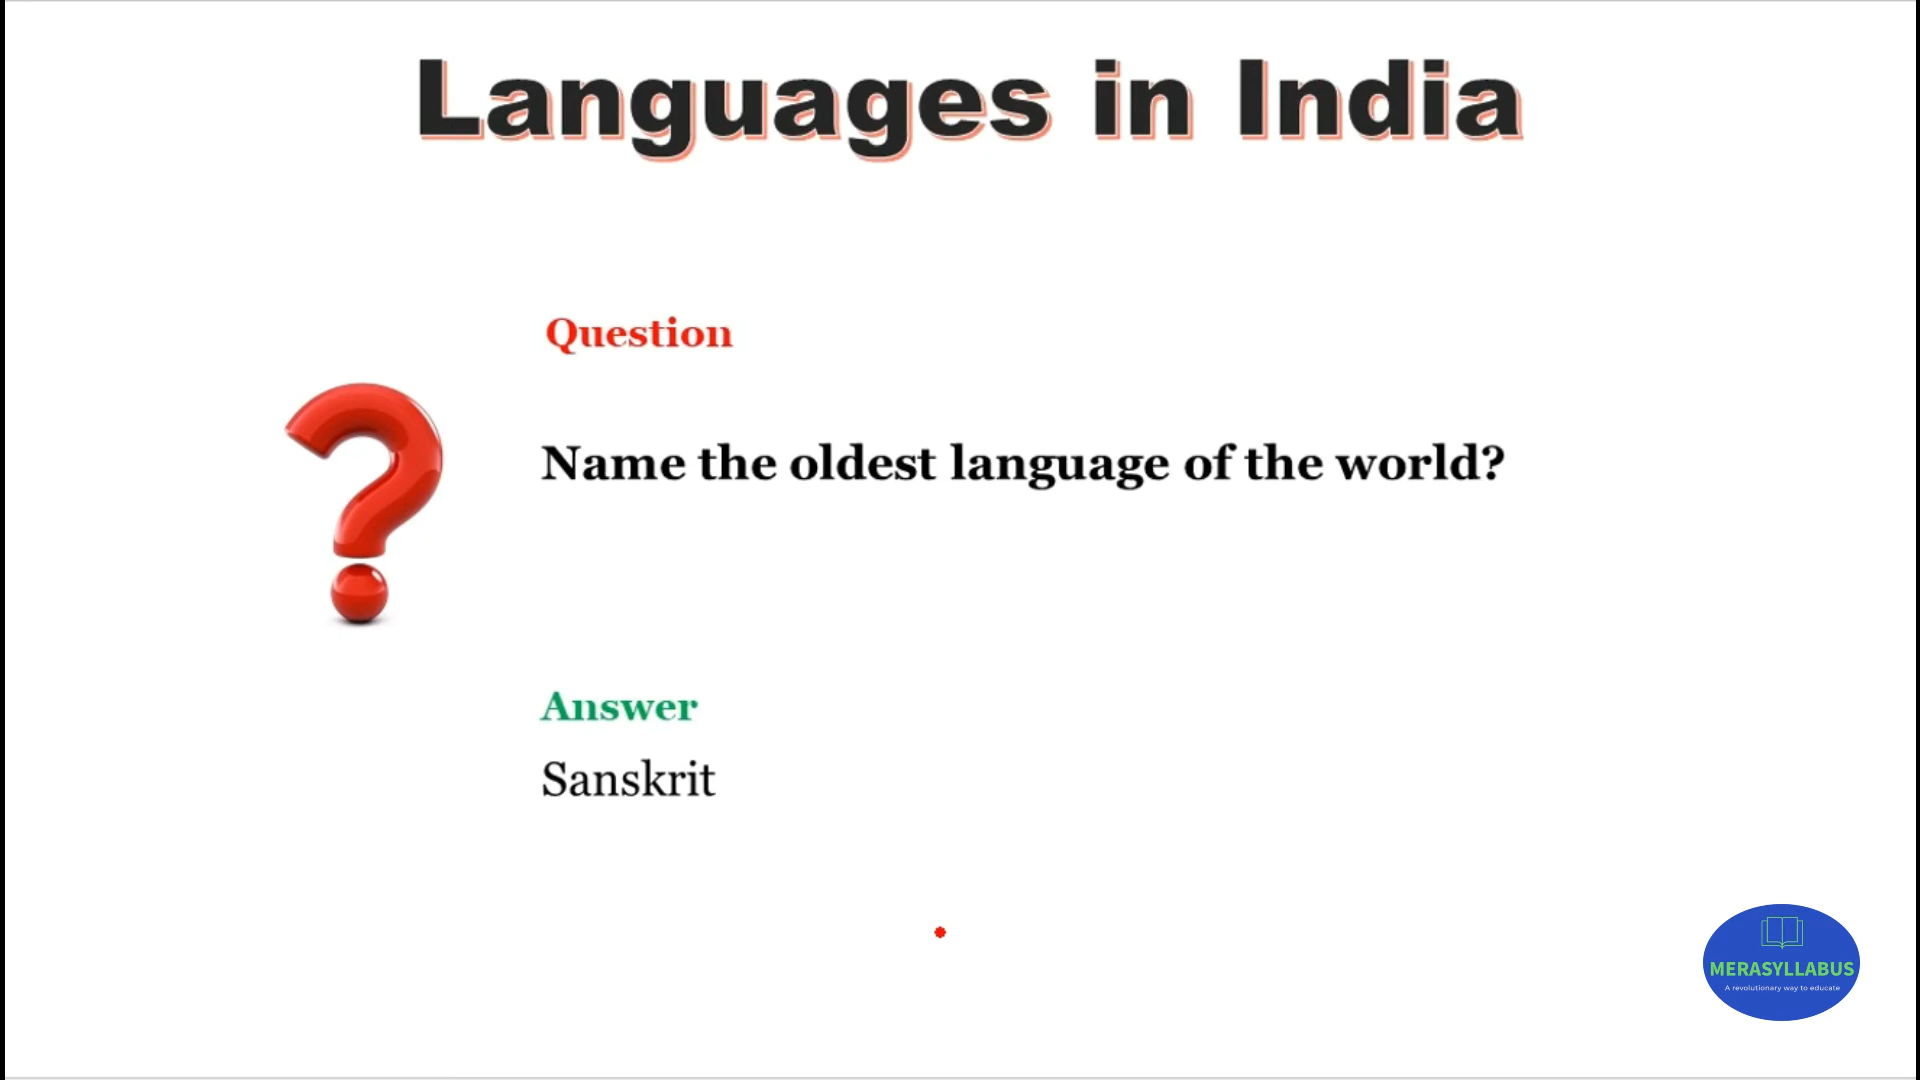 Languages in India
Question
Name the oldest language of the world?
Answer
Sanskrit
MERASYLLABUS
A revolutionary way to educate